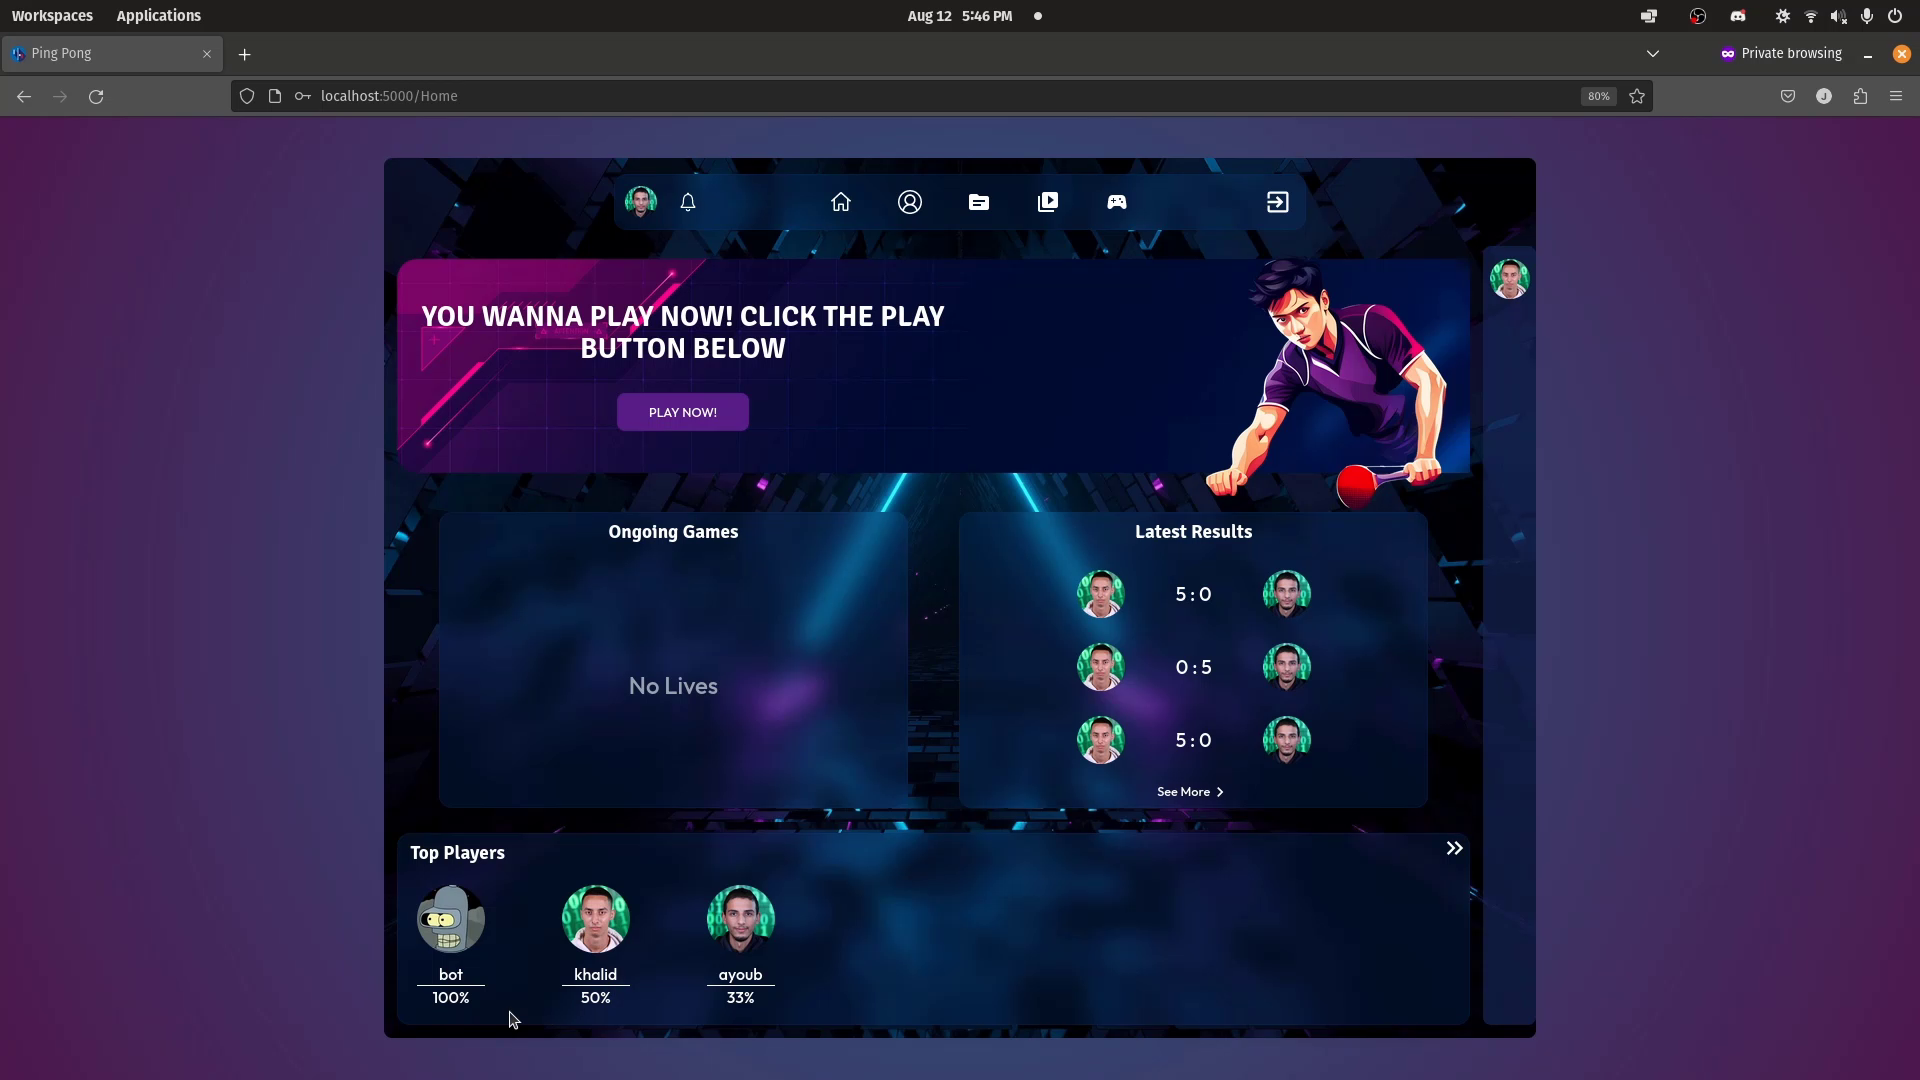 Workspaces Applications Aug 12 5:46 PM
Ping Pong Private browsing
localhost:5000/Home 80% J
YOU WANNA PLAY NOW! CLICK THE PLAY
BUTTON BELOW
PLAY NOW!
Ongoing Games
No Lives
Latest Results
5 : 0
0 : 5
5 : 0
See More
Top Players
bot khalid ayoub
100% 50% 33%